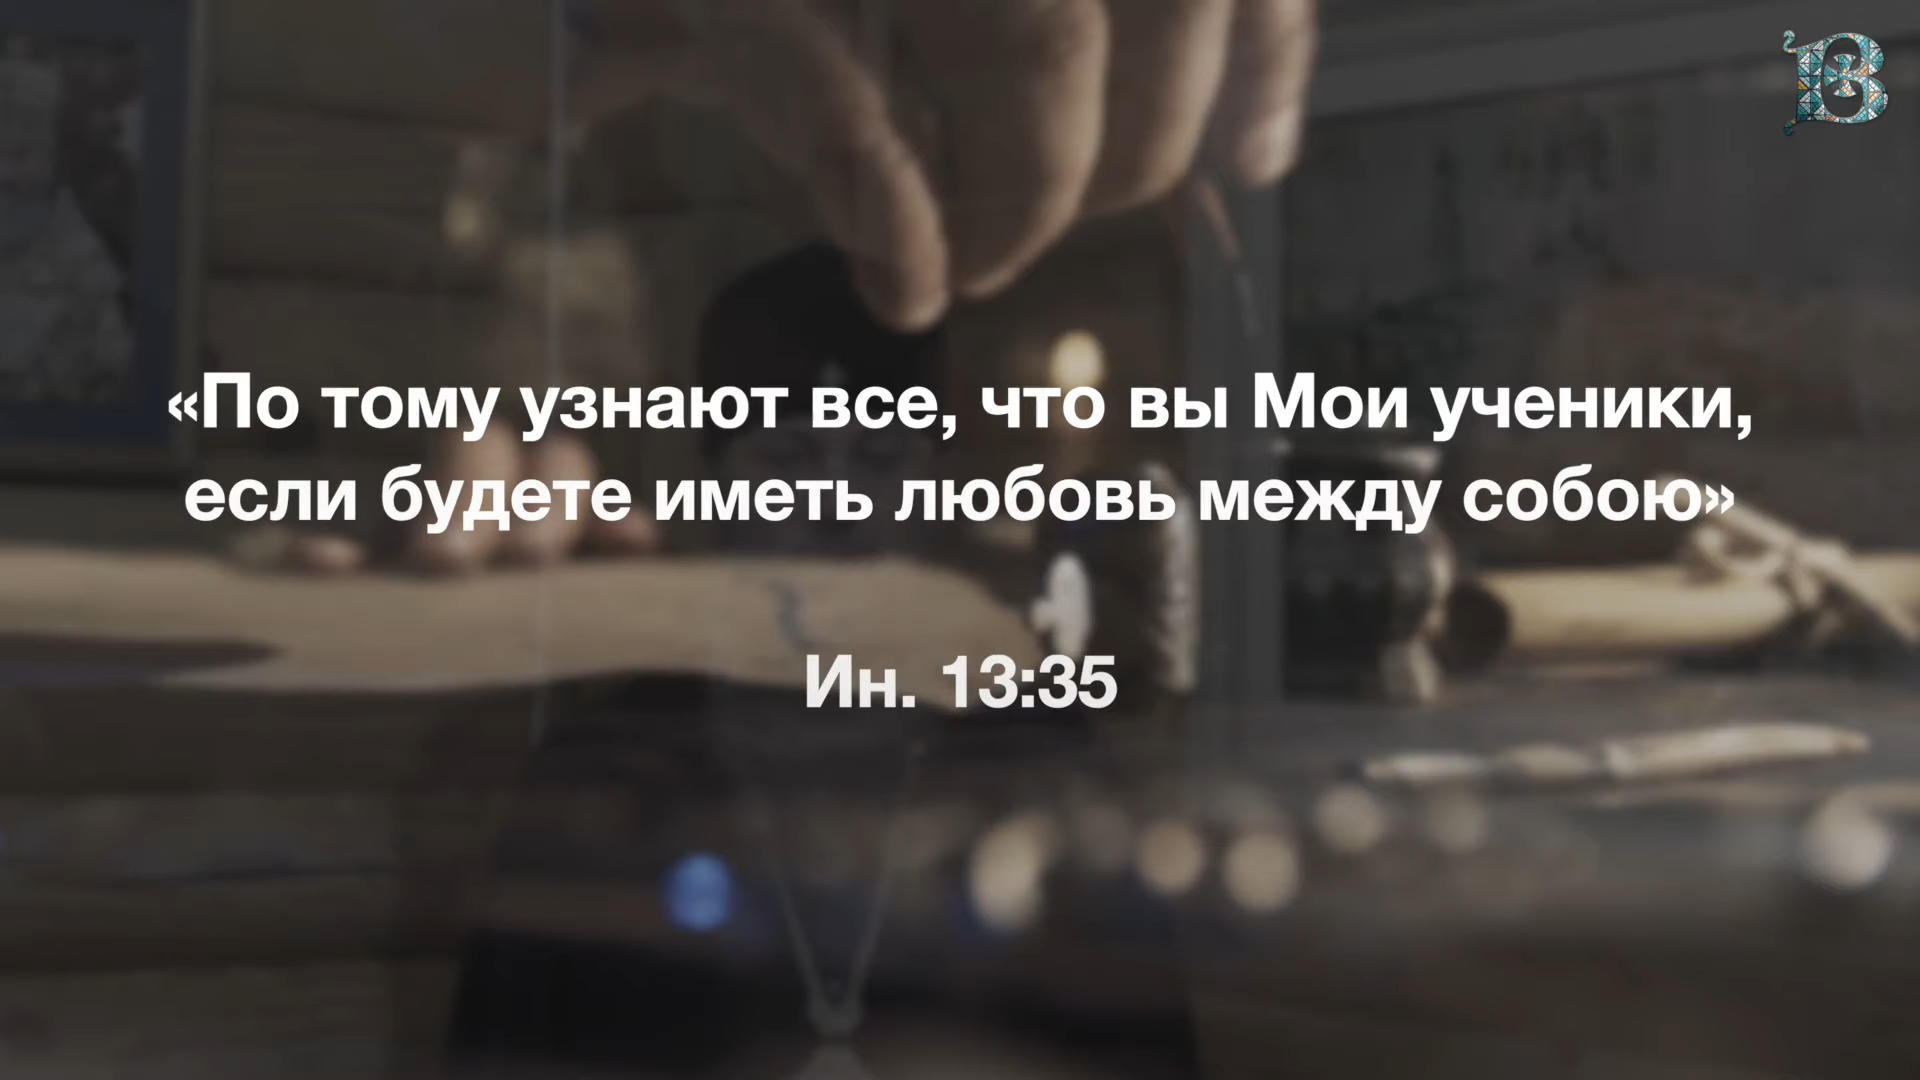 «По тому узнают все, что вы Мои ученики,
если будете иметь любовь между собою»
Ин. 13:35